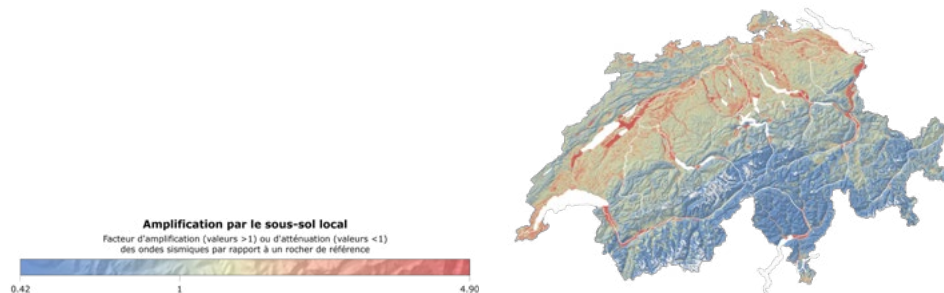 Amplification par le sous-sol local
Facteur d'amplification (valeurs >1) ou d'atténuation (valeurs <1)
des ondes sismiques par rapport à un rocher de référence
0.42 1 4.90